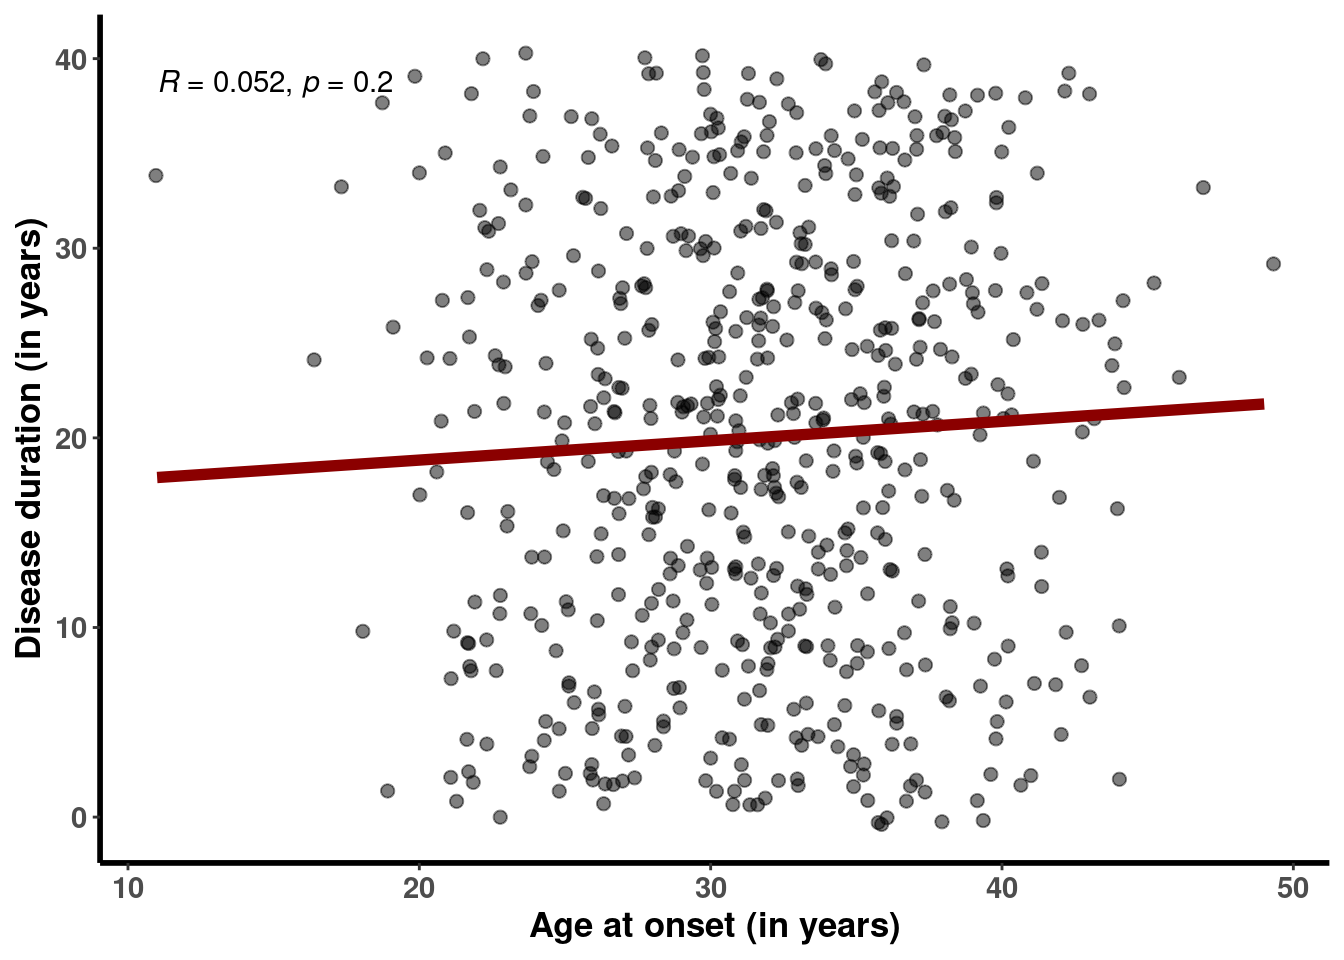 R = 0.052, p = 0.2
Disease duration (in years)
40
30
20
10
0
10 20 30 40 50
Age at onset (in years)